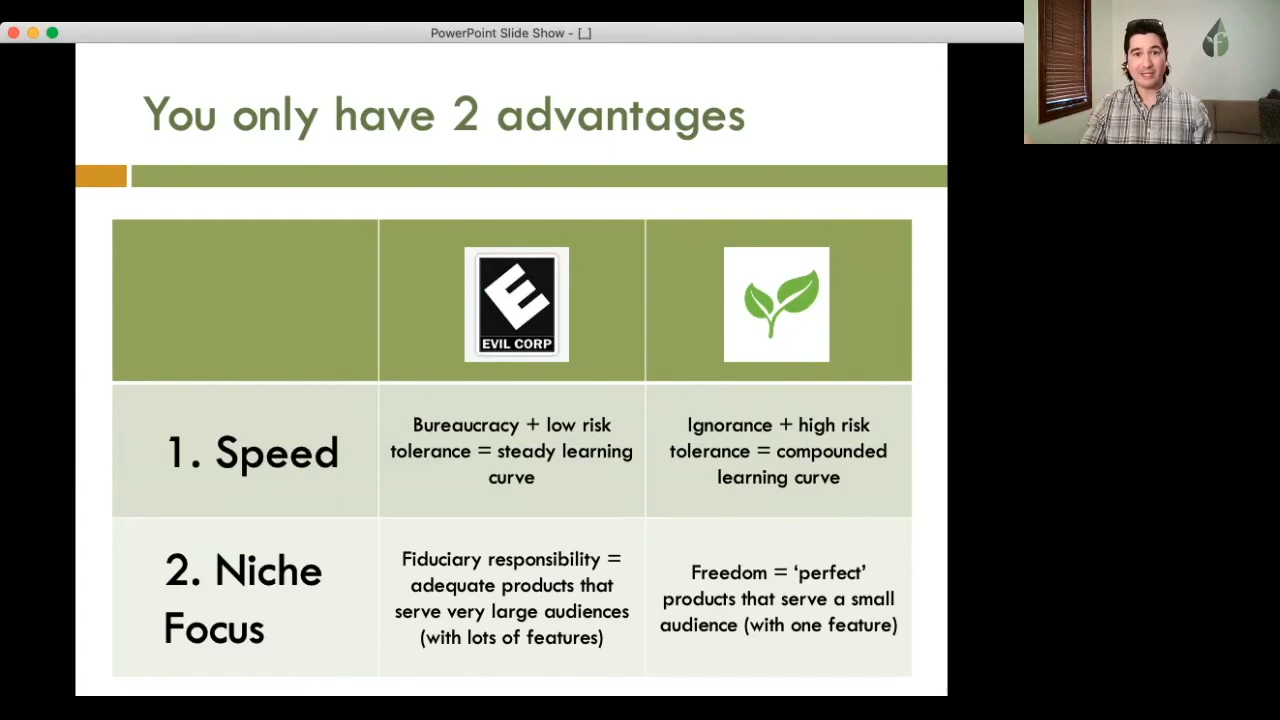 PowerPoint Slide Show - [_]
You only have 2 advantages
EVIL CORP
1. Speed
Bureaucracy + low risk
tolerance = steady learning
curve
Ignorance + high risk
tolerance = compounded
learning curve
2. Niche
Focus
Fiduciary responsibility =
adequate products that
serve very large audiences
(with lots of features)
Freedom = ‘perfect’
products that serve a small
audience (with one feature)